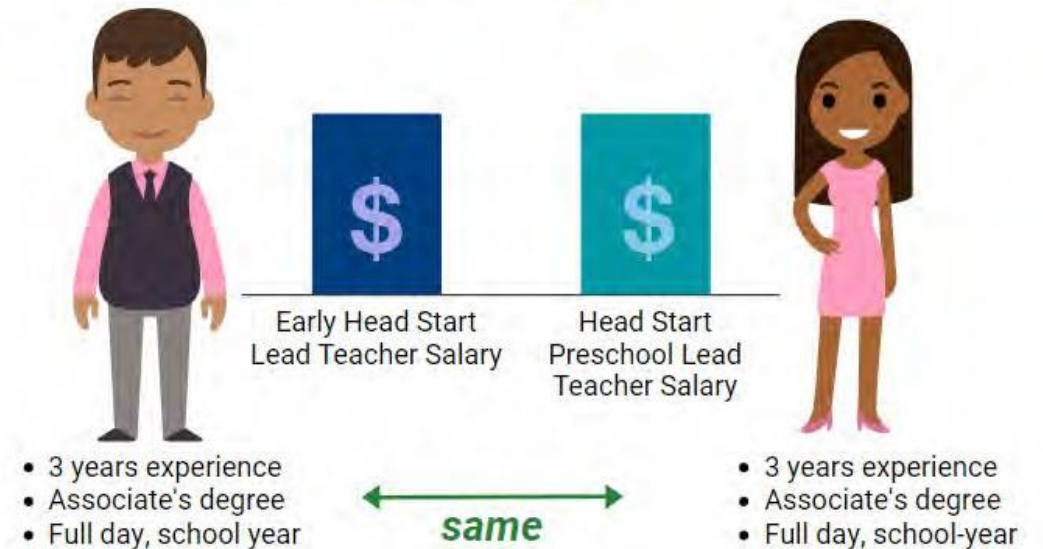 $
$
Early Head Start
Lead Teacher Salary
Head Start
Preschool Lead
Teacher Salary
• 3 years experience
• Associate's degree
• Full day, school year
same
• 3 years experience
• Associate's degree
• Full day, school-year